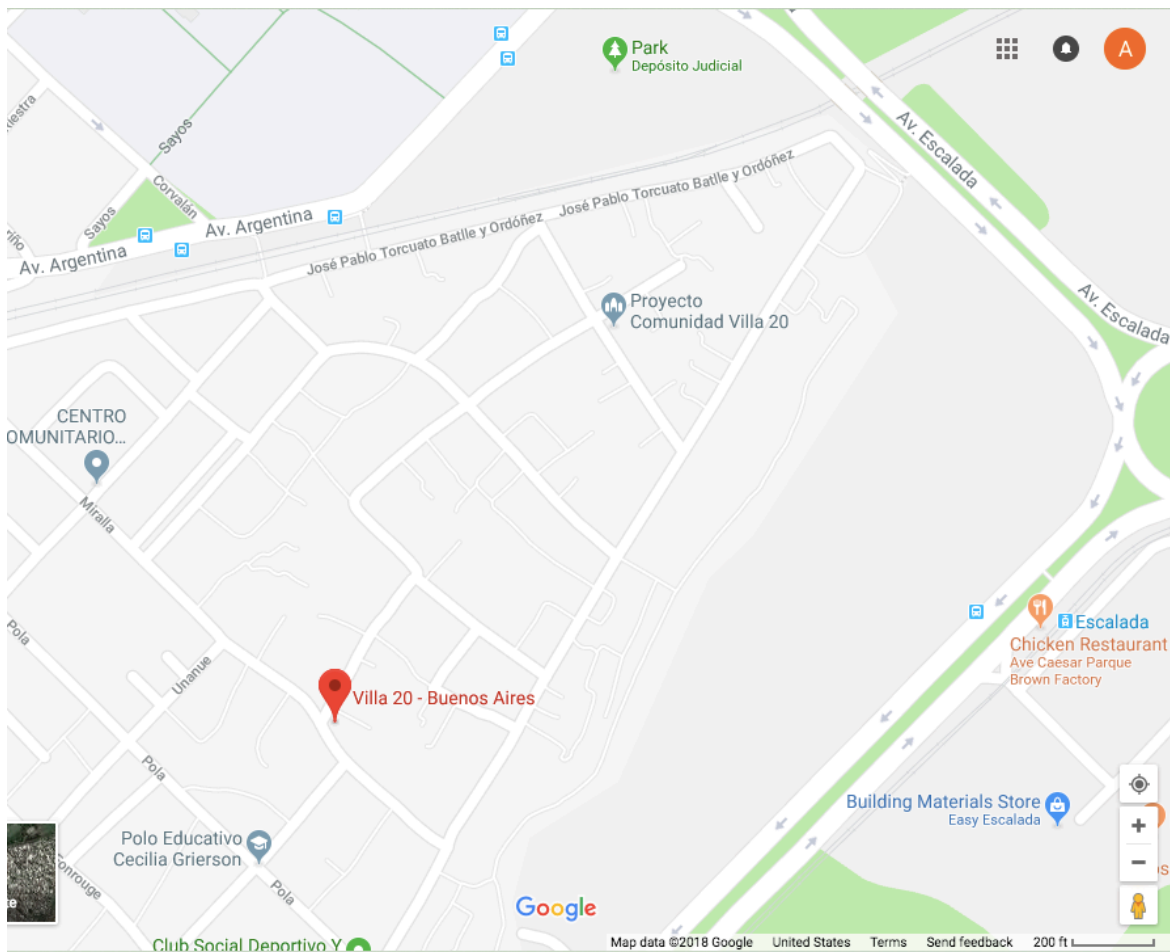 Park
Depósito Judicial
A
Av. Escalada
Sayos
Corvalán
Sayos
José Pablo Torcuato Batlle y Ordóñez
José Pablo Torcuato Batlle y Ordóñez
Av. Argentina
Av. Argentina
Av. Escalada
Proyecto
Comunidad Villa 20
CENTRO
OMUNITARIO...
Miralla
Pola
Unanue
Escalada
Chicken Restaurant
Ave Caesar Parque
Brown Factory
Villa 20 - Buenos Aires
Pola
Building Materials Store
Easy Escalada
Polo Educativo
Cecilia Grierson
Fonrouge
Pola
Google
Club Social Deportivo Y
Map data ©2018 Google United States Terms Send feedback 200 ft